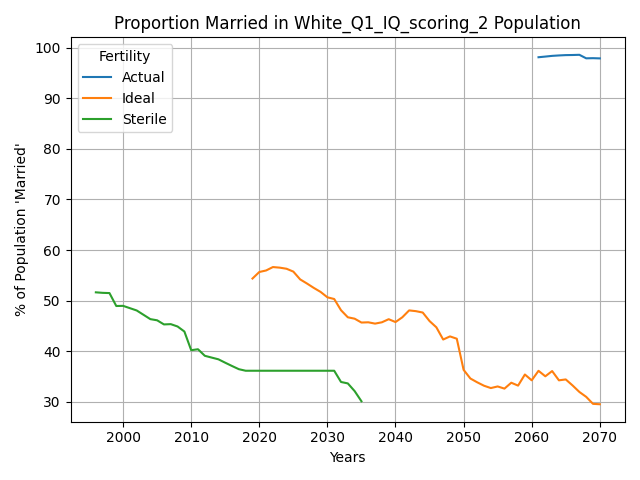 Proportion Married in White_Q1_IQ_scoring_2 Population
Fertility
Actual
Ideal
Sterile
% of Population 'Married'
100
90
80
70
60
50
40
30
2000 2010 2020 2030 2040 2050 2060 2070
Years